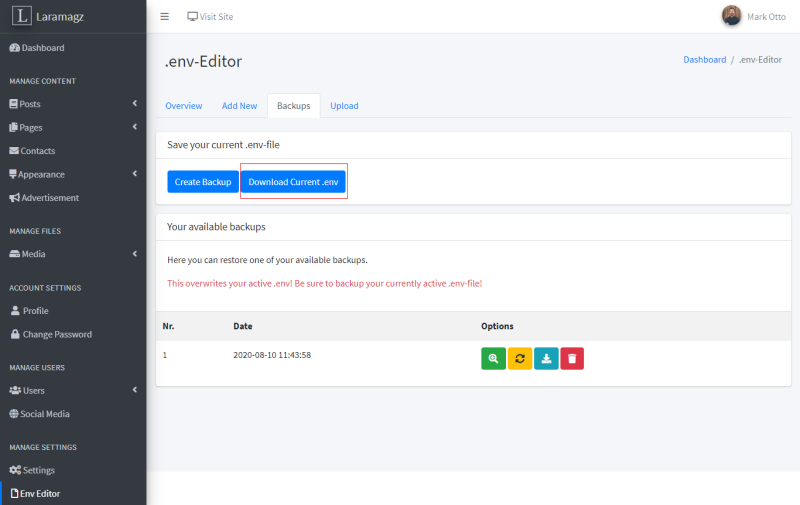 L Laramagz
Visit Site
Mark Otto
Dashboard
MANAGE CONTENT
Posts
Pages
Contacts
Appearance
Advertisement
MANAGE FILES
Media
ACCOUNT SETTINGS
Profile
Change Password
MANAGE USERS
Users
Social Media
MANAGE SETTINGS
Settings
Env Editor
.env-Editor
Dashboard / .env-Editor
Overview Add New Backups Upload
Save your current .env-file
Create Backup Download Current .env
Your available backups
Here you can restore one of your available backups.
This overwrites your active .env! Be sure to backup your currently active .env-file!
Nr. Date Options
1 2020-08-10 11:43:58